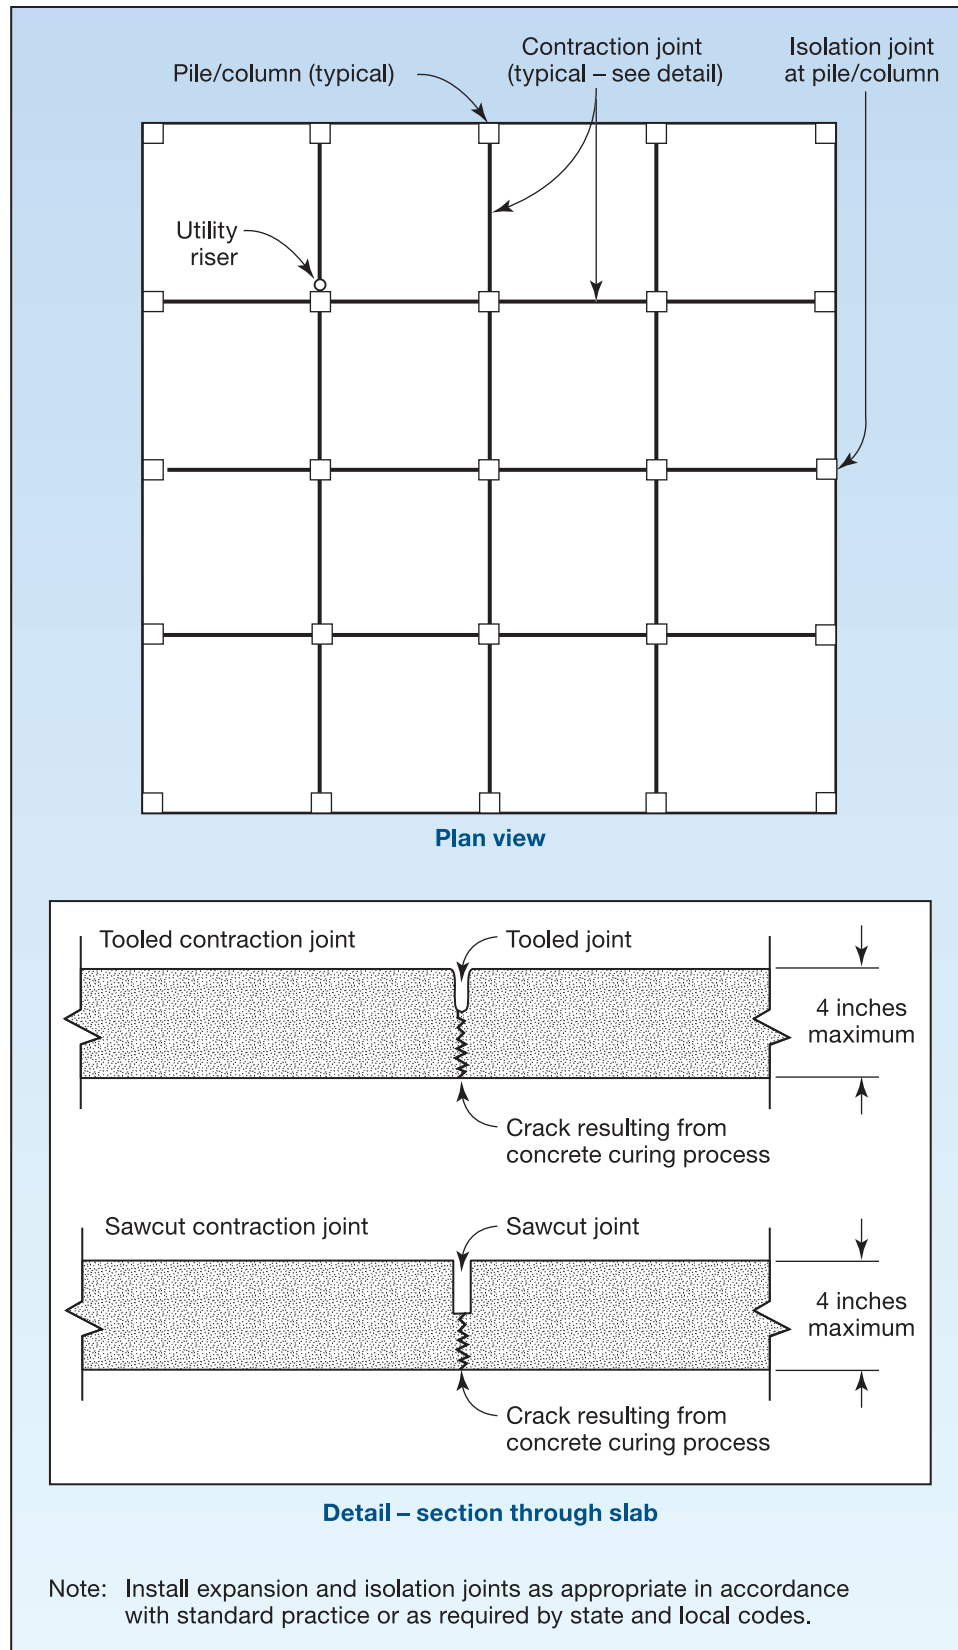 Pile/column (typical)
Contraction joint
(typical – see detail)
Isolation joint
at pile/column
Utility
riser
Plan view
Tooled contraction joint
Tooled joint
4 inches
maximum
Crack resulting from
concrete curing process
Sawcut contraction joint
Sawcut joint
4 inches
maximum
Crack resulting from
concrete curing process
Detail – section through slab
Note: Install expansion and isolation joints as appropriate in accordance
with standard practice or as required by state and local codes.